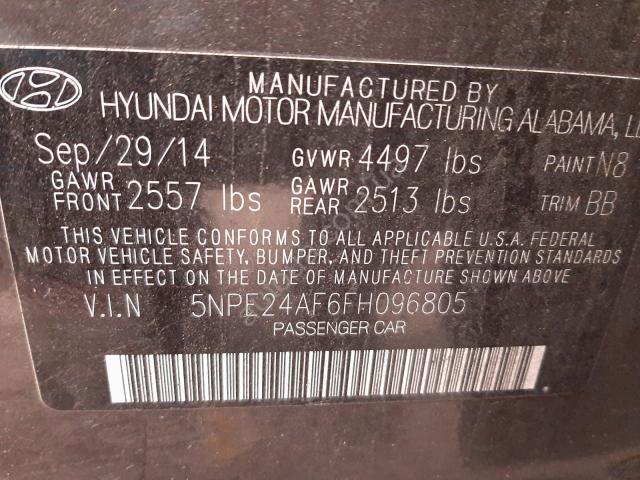 MANUFACTURED BY
HYUNDAI MOTOR MANUFACTURING ALABAMA,
Sep/29/14 GVWR 4497 lbs PAINT N8
GAWR FRONT 2557 lbs GAWR REAR 2513 lbs TRIM BB
THIS VEHICLE CONFORMS TO ALL APPLICABLE U.S.A. FEDERAL
MOTOR VEHICLE SAFETY, BUMPER, AND THEFT PREVENTION STANDARDS
IN EFFECT ON THE DATE OF MANUFACTURE SHOWN ABOVE
V.I.N 5NPE24AF6FH096805
PASSENGER CAR